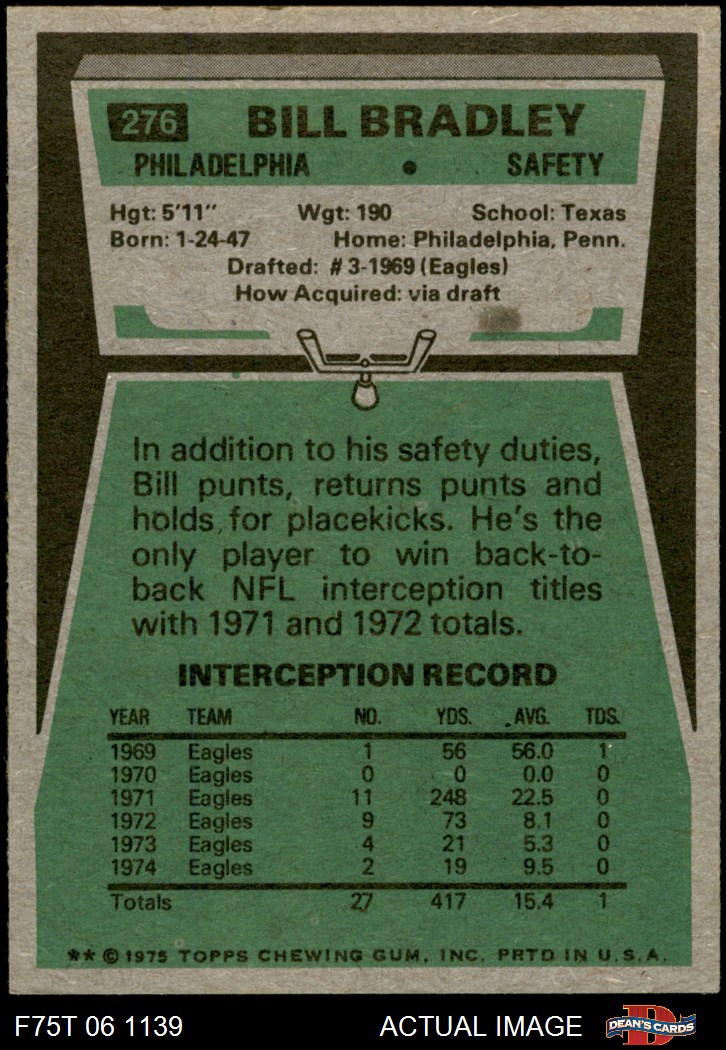 276 BILL BRADLEY
PHILADELPHIA • SAFETY
Hgt: 5'11" Wgt: 190 School: Texas
Born: 1-24-47 Home: Philadelphia, Penn.
Drafted: #3-1969 (Eagles)
How Acquired: via draft
In addition to his safety duties,
Bill punts, returns punts and
holds for placekicks. He's the
only player to win back-to-
back NFL interception titles
with 1971 and 1972 totals.
INTERCEPTION RECORD
YEAR TEAM NO. YDS. AVG. TDS.
1969 Eagles 1 56 56.0 1
1970 Eagles 0 0 0.0 0
1971 Eagles 11 248 22.5 0
1972 Eagles 9 73 8.1 0
1973 Eagles 4 21 5.3 0
1974 Eagles 2 19 9.5 0
Totals 27 417 15.4 1
** © 1975 TOPPS CHEWING GUM, INC. PRTD IN U.S.A.
F75T 06 1139 ACTUAL IMAGE D DEAN'S CARDS